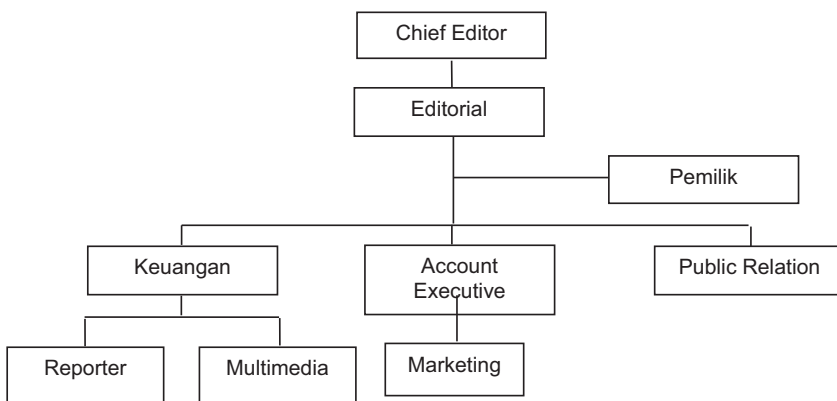 Chief Editor
Editorial
Pemilik
Keuangan
Account
Executive
Public Relation
Reporter
Multimedia
Marketing